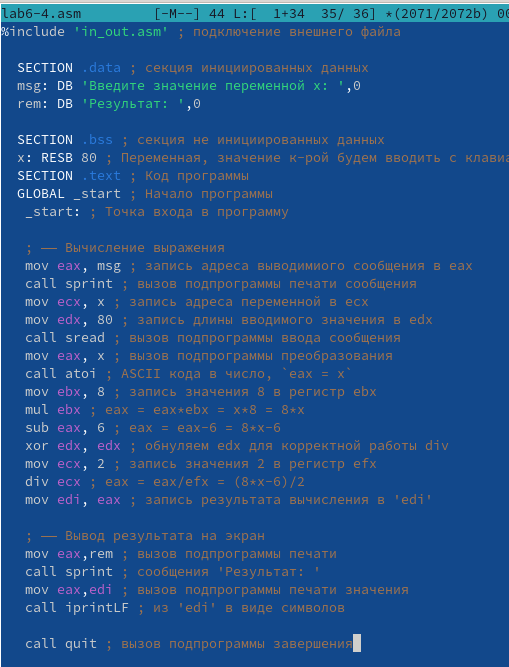 lab6-4.asm [-M--] 44 L:[ 1+34 35/ 36] *(2071/2072b) 00
%include 'in_out.asm' ; подключение внешнего файла
SECTION .data ; секция инициированных данных
msg: DB 'Введите значение переменной x: ',0
rem: DB 'Результат: ',0
SECTION .bss ; секция не инициированных данных
x: RESB 80 ; Переменная, значение к-рой будем вводить с клавиа
SECTION .text ; Код программы
GLOBAL _start ; Начало программы
_start: ; Точка входа в программу
; —— Вычисление выражения
mov eax, msg ; запись адреса выводимиого сообщения в eax
call sprint ; вызов подпрограммы печати сообщения
mov ecx, x ; запись адреса переменной в ecx
mov edx, 80 ; запись длины вводимого значения в edx
call sread ; вызов подпрограммы ввода сообщения
mov eax, x ; вызов подпрограммы преобразования
call atoi ; ASCII кода в число, `eax = x`
mov ebx, 8 ; запись значения 8 в регистр ebx
mul ebx ; eax = eax*ebx = x*8 = 8*x
sub eax, 6 ; eax = eax-6 = 8*x-6
xor edx, edx ; обнуляем edx для корректной работы div
mov ecx, 2 ; запись значения 2 в регистр efx
div ecx ; eax = eax/efx = (8*x-6)/2
mov edi, eax ; запись результата вычисления в 'edi'
; —— Вывод результата на экран
mov eax,rem ; вызов подпрограммы печати
call sprint ; сообщения 'Результат: '
mov eax,edi ; вызов подпрограммы печати значения
call iprintLF ; из 'edi' в виде символов
call quit ; вызов подпрограммы завершения